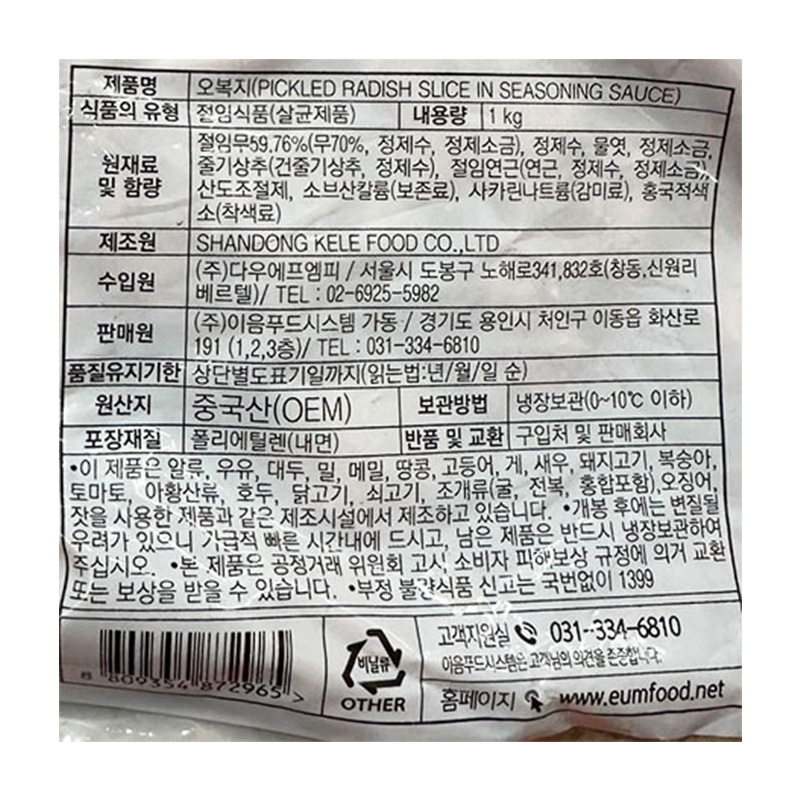 제품명 오복지(PICKLED RADISH SLICE IN SEASONING SAUCE)
식품의 유형 절임식품(살균제품) 내용량 1 kg
원재료 및 함량
절임무59.76%(무70%, 정제수, 정제소금), 정제수, 물엿, 정제소금,
줄기상추(건줄기상추, 정제수), 절임연근(연근, 정제수, 정제소금),
산도조절제, 소브산칼륨(보존료), 사카린나트륨(감미료), 홍국적색
소(착색료)
제조원 SHANDONG KELE FOOD CO.,LTD
수입원 (주)다우에프엠피 / 서울시 도봉구 노해로341,832호(창동,신원리
베르텔)/ TEL : 02-6925-5982
판매원 (주)이음푸드시스템 가동 / 경기도 용인시 처인구 이동읍 화산로
191 (1,2,3층)/ TEL : 031-334-6810
품질유지기한 상단별도표기일까지(읽는법:년/월/일 순)
원산지 중국산(OEM) 보관방법 냉장보관(0~10℃ 이하)
포장재질 폴리에틸렌(내면) 반품 및 교환 구입처 및 판매회사
•이 제품은 알류, 우유, 대두, 밀, 메밀, 땅콩, 고등어, 게, 새우, 돼지고기, 복숭아,
토마토, 아황산류, 호두, 닭고기, 쇠고기, 조개류(굴, 전복, 홍합포함),오징어,
잣을 사용한 제품과 같은 제조시설에서 제조하고 있습니다. •개봉 후에는 변질될
우려가 있으니 가급적 빠른 시간내에 드시고, 남은 제품은 반드시 냉장보관하여
주십시오. •본 제품은 공정거래 위원회 고시 소비자 피해보상 규정에 의거 교환
또는 보상을 받을 수 있습니다. •부정 불량식품 신고는 국번없이 1399
8 809354 872965 >
비닐류
OTHER
고객지원실 031-334-6810
이음푸드시스템은 고객님의 의견을 존중합니다.
홈페이지 www.eumfood.net